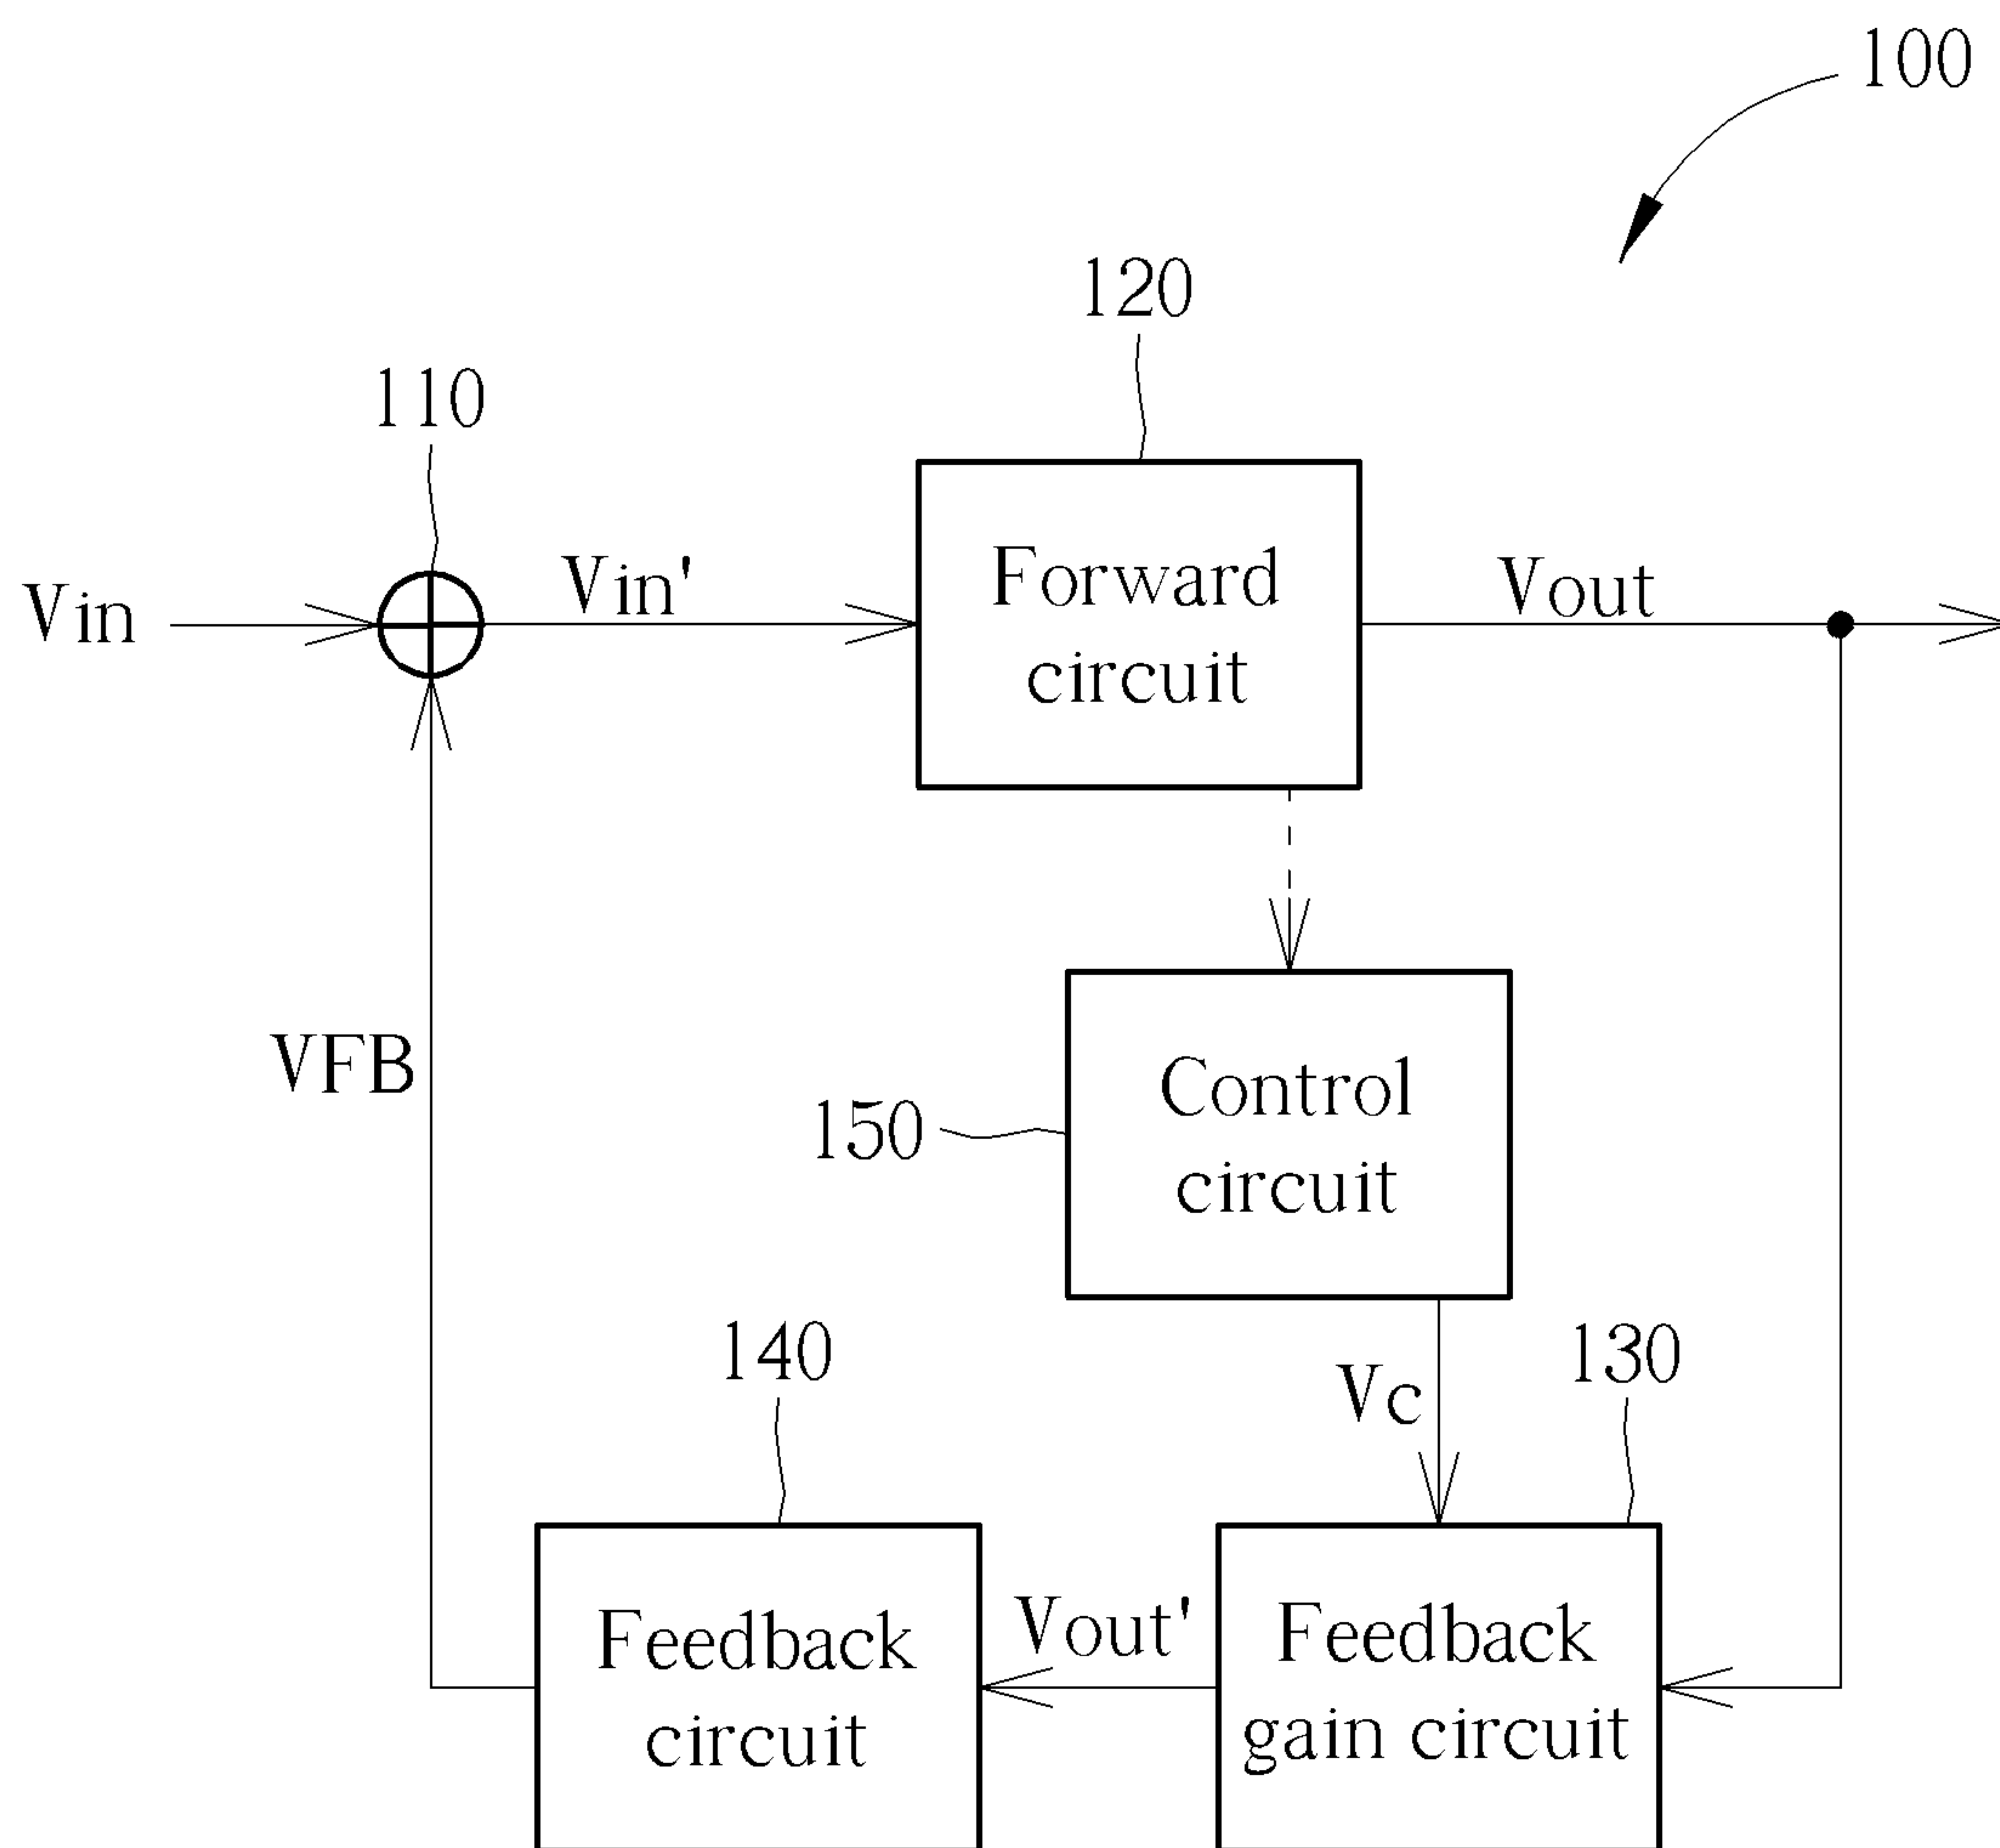 100
120
110
Vin
Vin'
Forward
circuit
Vout
VFB
150
Control
circuit
140
Vc
130
Feedback
circuit
Vout'
Feedback
gain circuit